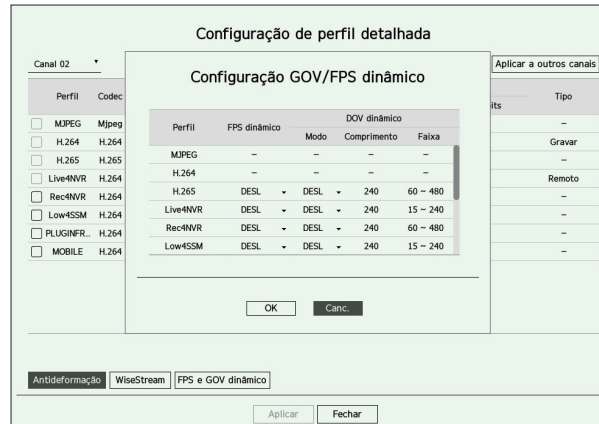 Configuração de perfil detalhada
Canal 02
Aplicar a outros canais
Perfil Codec its Tipo
MJPEG Mjpeg –
H.264 H.264 Gravar
H.265 H.265 –
Live4NVR H.264 Remoto
Rec4NVR H.264 –
Low4SSM H.264 –
PLUGINFR... H.264 –
MOBILE H.264 –
Configuração GOV/FPS dinâmico
Perfil FPS dinâmico DOV dinâmico
Modo Comprimento Faixa
MJPEG – – – –
H.264 – – – –
H.265 DESL DESL 240 60 ~ 480
Live4NVR DESL DESL 240 15 ~ 240
Rec4NVR DESL DESL 240 60 ~ 480
Low4SSM DESL DESL 240 15 ~ 240
OK Canc.
Antideformação WiseStream FPS e GOV dinâmico
Aplicar Fechar